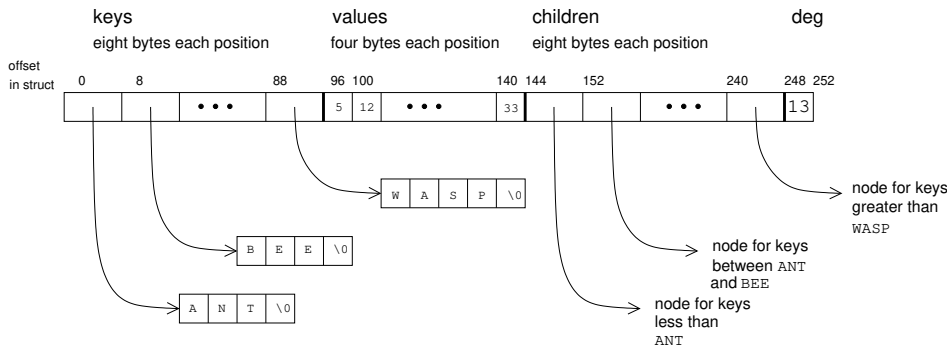 keys values children deg
eight bytes each position four bytes each position eight bytes each position
offset
in struct 0 8 88 96 100 140 144 152 240 248 252
• • • 5 12 • • • 33 • • • 13
W A S P \0
node for keys
greater than
WASP
B E E \0
node for keys
between ANT
and BEE
A N T \0
node for keys
less than
ANT